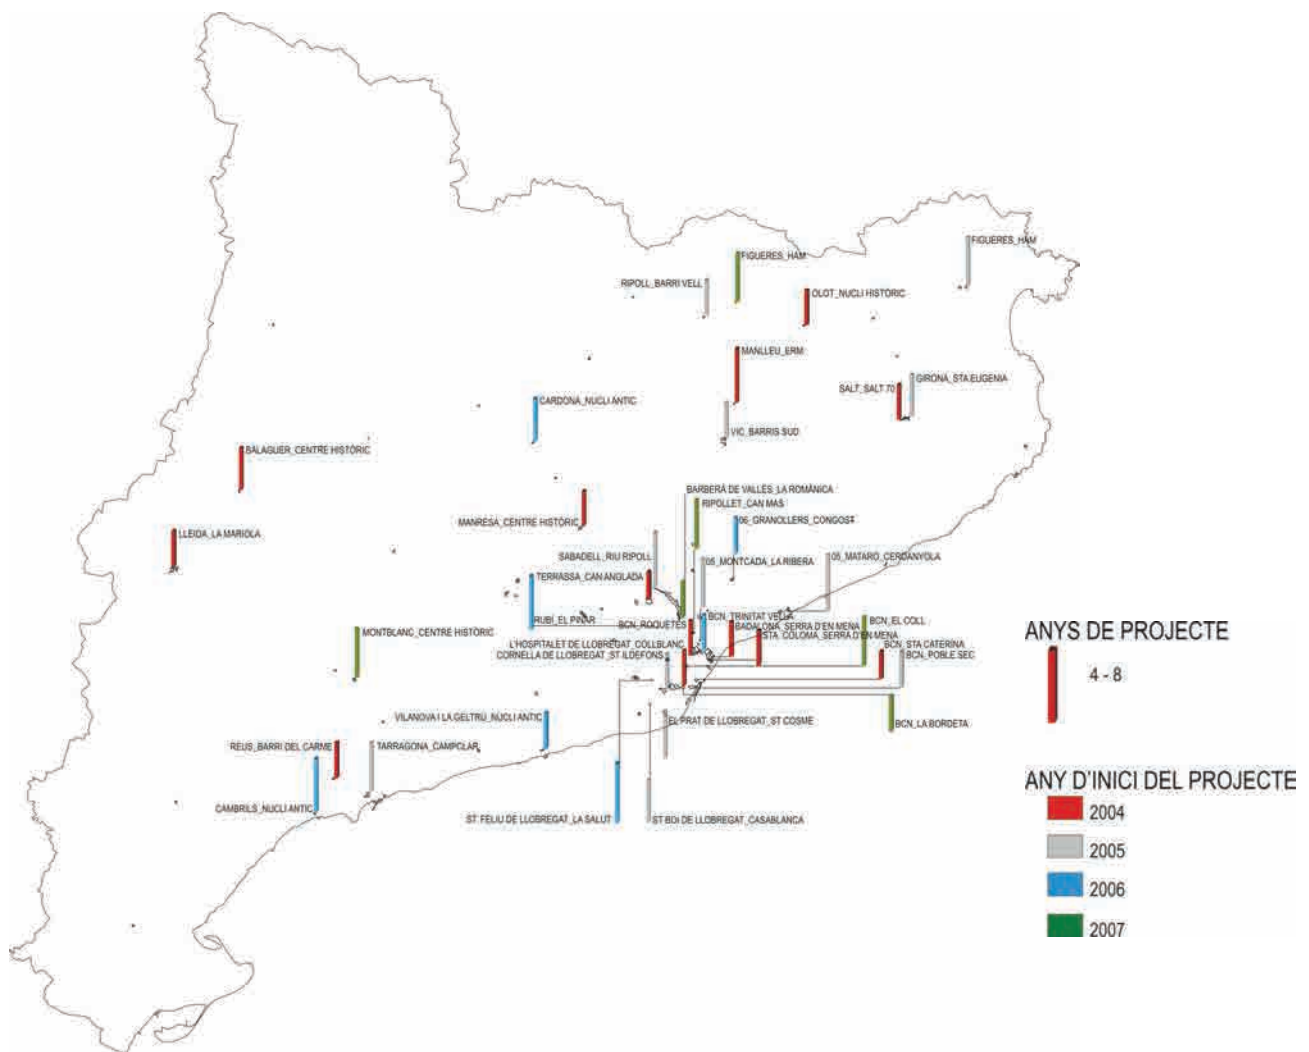 FIGUERES_HAM
FIGUERES_HAM
RIPOLL_BARRI VELL
OLOT_NUCLI HISTÒRIC
MANLLEU_ERM
GIRONA_STA EUGENIA
SALT_SALT 70
CARDONA_NUCLI ANTIC
VIC_BARRIS SUD
BALAGUER_CENTRE HISTÒRIC
BARBERÀ DE VALLÈS_LA ROMÀNICA
RIPOLLET_CAN MAS
MANRESA_CENTRE HISTÒRIC
06_GRANOLLERS_CONGOST
LLEIDA_LA MARIOLA
SABADELL_RIU RIPOLL
05_MONTCADA_LA RIBERA
05_MATARO_CERDANYOLA
TERRASSA_CAN ANGLADA
RUBÍ_EL PINAR
BCN_ROQUETES
BCN_TRINITAT VELLA
BADALONA_SERRA D'EN MENA
BCN_EL COLL
MONTBLANC_CENTRE HISTÒRIC
STA COLOMA_SERRA D'EN MENA
L'HOSPITALET DE LLOBREGAT_COLLBLANC
BCN_STA CATERINA
CORNELLÀ DE LLOBREGAT_ST ILDEFONS
BCN_POBLE SEC
VILANOVA I LA GELTRÚ_NUCLI ANTIC
EL PRAT DE LLOBREGAT_ST COSME
BCN_LA BORDETA
REUS_BARRI DEL CARME
TARRAGONA_CAMPCLAR
CAMBRILS_NUCLI ANTIC
ST FELIU DE LLOBREGAT_LA SALUT
ST BOI DE LLOBREGAT_CASABLANCA
ANYS DE PROJECTE
4 - 8
ANY D'INICI DEL PROJECTE
2004
2005
2006
2007